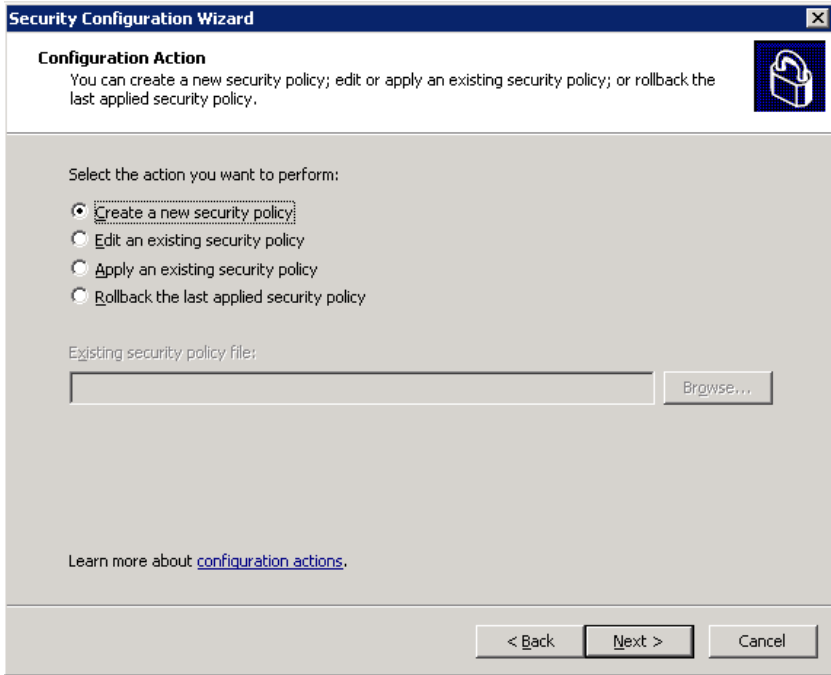 Security Configuration Wizard
Configuration Action
You can create a new security policy; edit or apply an existing security policy; or rollback the
last applied security policy.
Select the action you want to perform:
Create a new security policy
Edit an existing security policy
Apply an existing security policy
Rollback the last applied security policy
Existing security policy file:
Browse...
Learn more about configuration actions.
< Back Next > Cancel